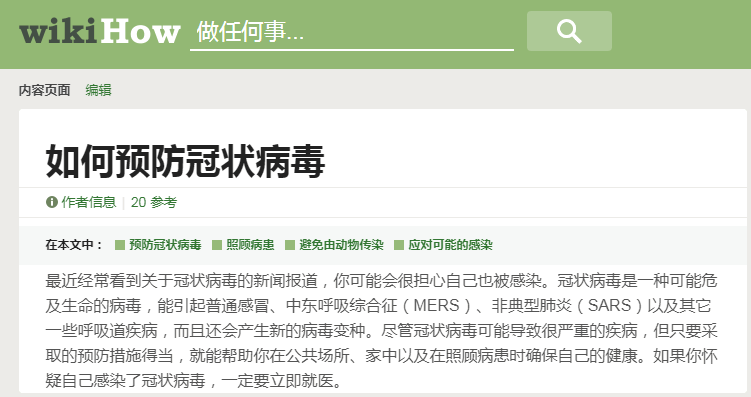 wikiHow 做任何事...
内容页面 编辑
如何预防冠状病毒
作者信息 | 20 参考
在本文中： 预防冠状病毒 照顾病患 避免由动物传染 应对可能的感染
最近经常看到关于冠状病毒的新闻报道，你可能会很担心自己也被感染。冠状病毒是一种可能危
及生命的病毒，能引起普通感冒、中东呼吸综合征（MERS）、非典型肺炎（SARS）以及其它
一些呼吸道疾病，而且还会产生新的病毒变种。尽管冠状病毒可能导致很严重的疾病，但只要采
取的预防措施得当，就能帮助你在公共场所、家中以及在照顾病患时确保自己的健康。如果你怀
疑自己感染了冠状病毒，一定要立即就医。